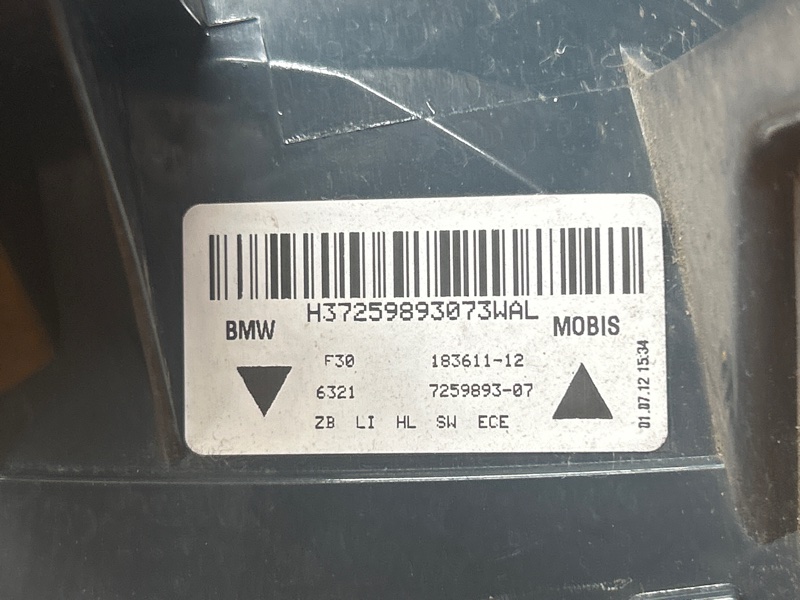 H37259893073WAL
BMW MOBIS
F30 183611-12
6321 7259893-07
ZB LI HL SW ECE
01.07.12 15:34